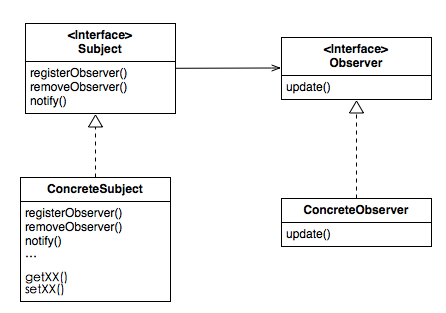 <Interface>
Subject
registerObserver()
removeObserver()
notify()
<Interface>
Observer
update()
ConcreteSubject
registerObserver()
removeObserver()
notify()
...
getXX()
setXX()
ConcreteObserver
update()